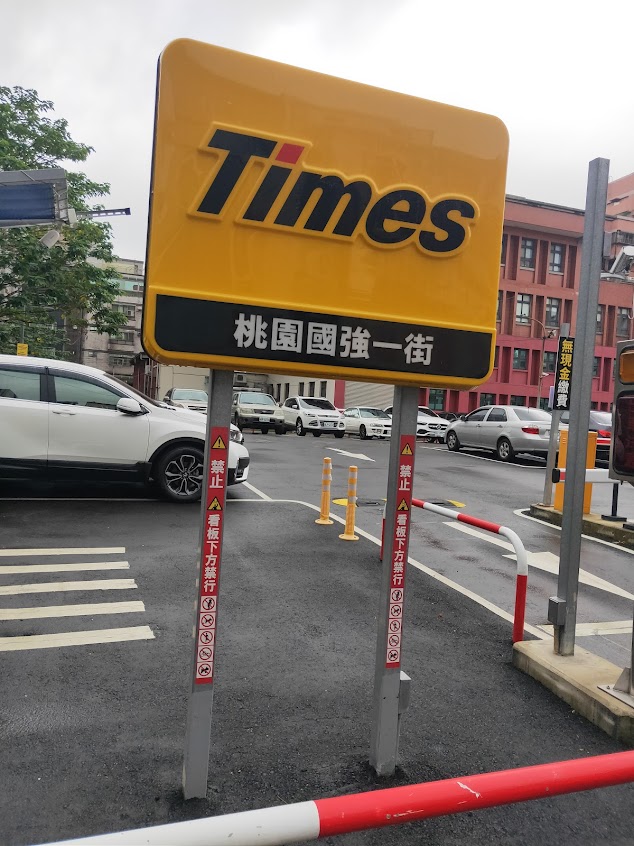 Times
桃園國強一街
無現金繳費
禁止
看板下方禁行
禁止
看板下方禁行